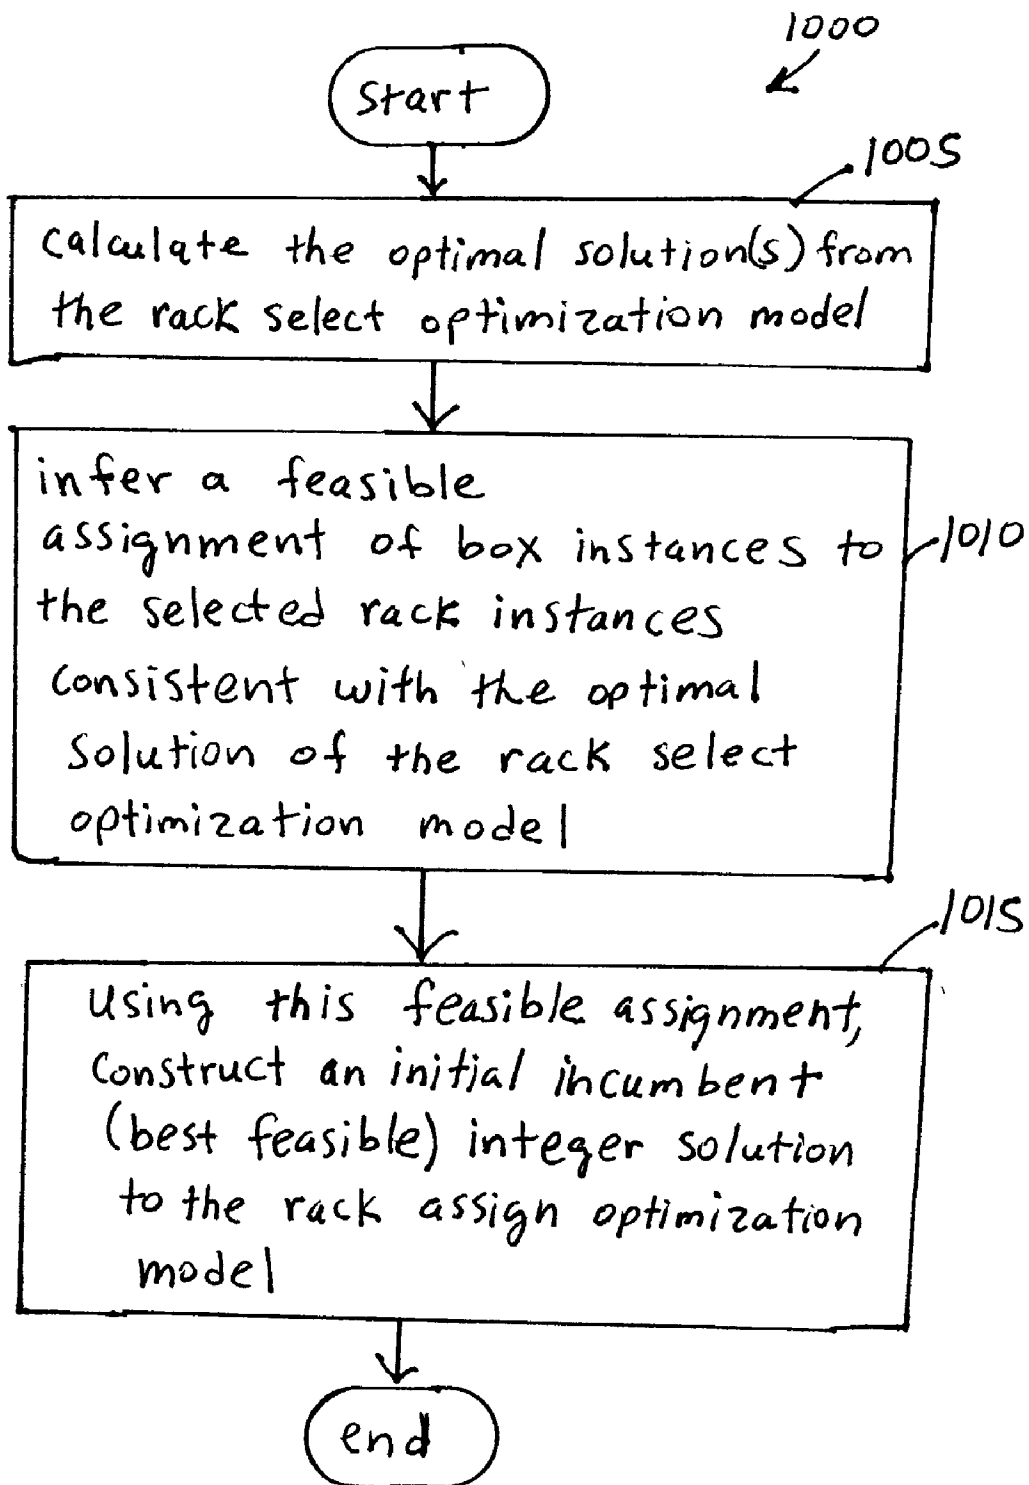 1000
start
1005
calculate the optimal solution(s) from
the rack select optimization model
infer a feasible
assignment of box instances to
1010
the selected rack instances
consistent with the optimal
solution of the rack select
optimization model
1015
using this feasible assignment,
construct an initial incumbent
(best feasible) integer solution
to the rack assign optimization
model
end